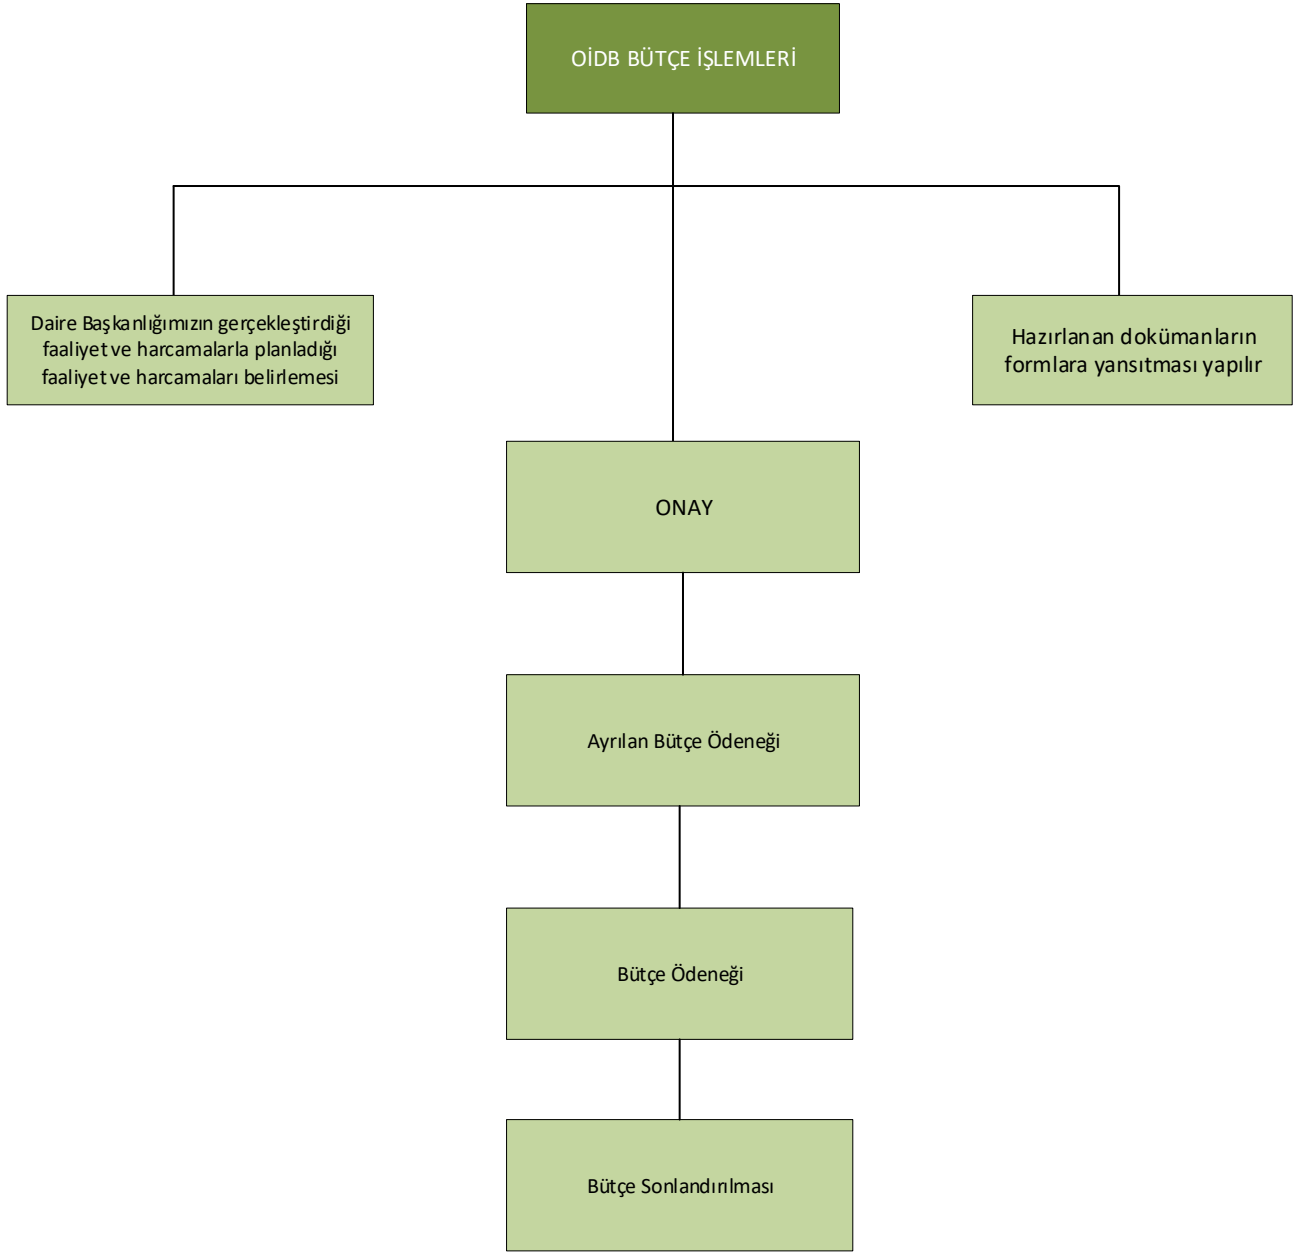 OİDB BÜTÇE İŞLEMLERİ
Daire Başkanlığımızın gerçekleştirdiği
faaliyet ve harcamalarla planladığı
faaliyet ve harcamaları belirlemesi
Hazırlanan dokümanların
formlara yansıtması yapılır
ONAY
Ayrılan Bütçe Ödeneği
Bütçe Ödeneği
Bütçe Sonlandırılması